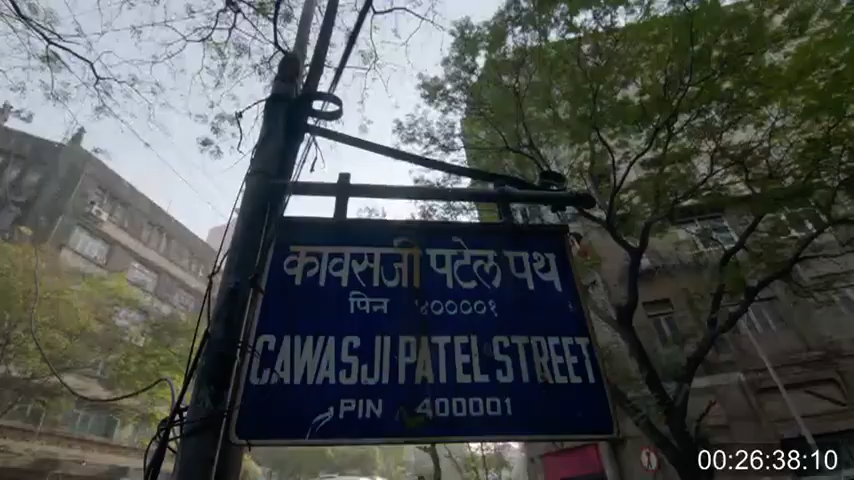 कावसजी पटेल पथ
पिन ४००००१
CAWASJI PATEL STREET
PIN 400001
00:26:38:10